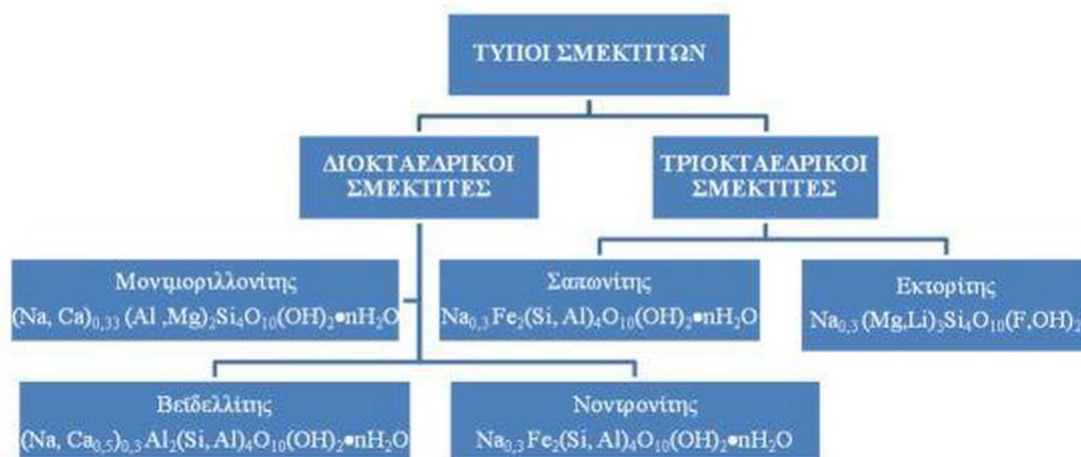 ΤΥΠΟΙ ΣΜΕΚΤΙΤΩΝ
ΔΙΟΚΤΑΕΔΡΙΚΟΙ
ΣΜΕΚΤΙΤΕΣ
ΤΡΙΟΚΤΑΕΔΡΙΚΟΙ
ΣΜΕΚΤΙΤΕΣ
Μοντμοριλλονίτης
(Na, Ca)₀,₃₃ (Al ,Mg)₂Si₄O₁₀(OH)₂●nH₂O
Σαπωνίτης
Na₀,₃ Fe₂(Si, Al)₄O₁₀(OH)₂●nH₂O
Εκτορίτης
Na₀,₃ (Mg,Li)₃Si₄O₁₀(F,OH)₂
Βεϊδελλίτης
(Na, Ca₀,₅)₀,₃ Al₂(Si, Al)₄O₁₀(OH)₂●nH₂O
Νοντρονίτης
Na₀,₃ Fe₂(Si, Al)₄O₁₀(OH)₂●nH₂O